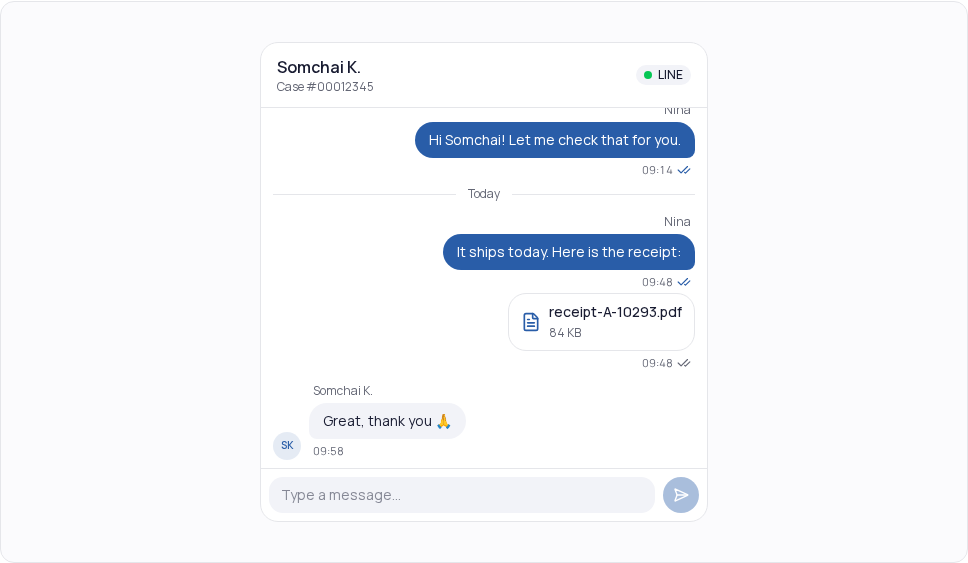 Somchai K.
LINE
Case #00012345
Nina
Hi Somchai! Let me check that for you.
09:14
Today
Nina
It ships today. Here is the receipt:
09:48
receipt-A-10293.pdf
84 KB
09:48
Somchai K.
Great, thank you 🙏
SK
09:58
Type a message...